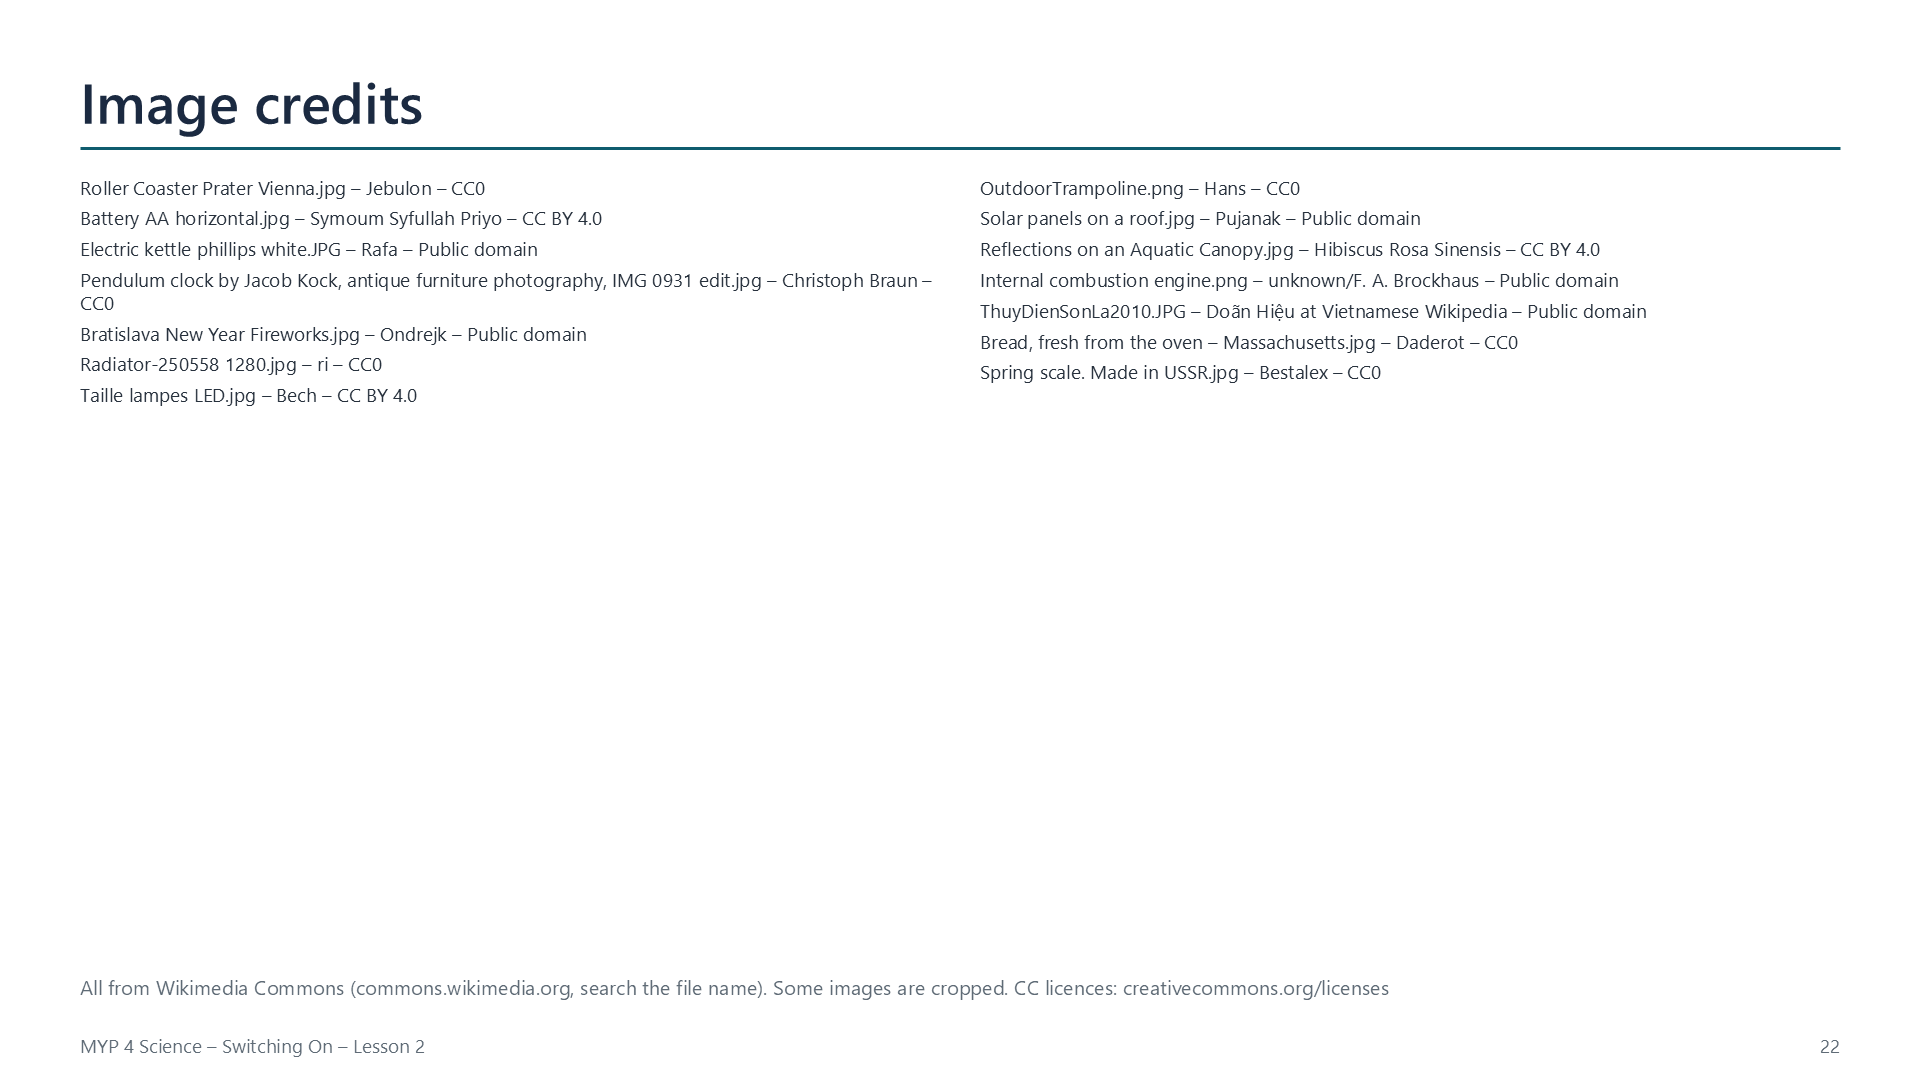 Image credits
Roller Coaster Prater Vienna.jpg – Jebulon – CC0
Battery AA horizontal.jpg – Symoum Syfullah Priyo – CC BY 4.0
Electric kettle phillips white.JPG – Rafa – Public domain
Pendulum clock by Jacob Kock, antique furniture photography, IMG 0931 edit.jpg – Christoph Braun –
CC0
Bratislava New Year Fireworks.jpg – Ondrejk – Public domain
Radiator-250558 1280.jpg – ri – CC0
Taille lampes LED.jpg – Bech – CC BY 4.0
OutdoorTrampoline.png – Hans – CC0
Solar panels on a roof.jpg – Pujanak – Public domain
Reflections on an Aquatic Canopy.jpg – Hibiscus Rosa Sinensis – CC BY 4.0
Internal combustion engine.png – unknown/F. A. Brockhaus – Public domain
ThuyDienSonLa2010.JPG – Doãn Hiệu at Vietnamese Wikipedia – Public domain
Bread, fresh from the oven – Massachusetts.jpg – Daderot – CC0
Spring scale. Made in USSR.jpg – Bestalex – CC0
All from Wikimedia Commons (commons.wikimedia.org, search the file name). Some images are cropped. CC licences: creativecommons.org/licenses
MYP 4 Science – Switching On – Lesson 2
22